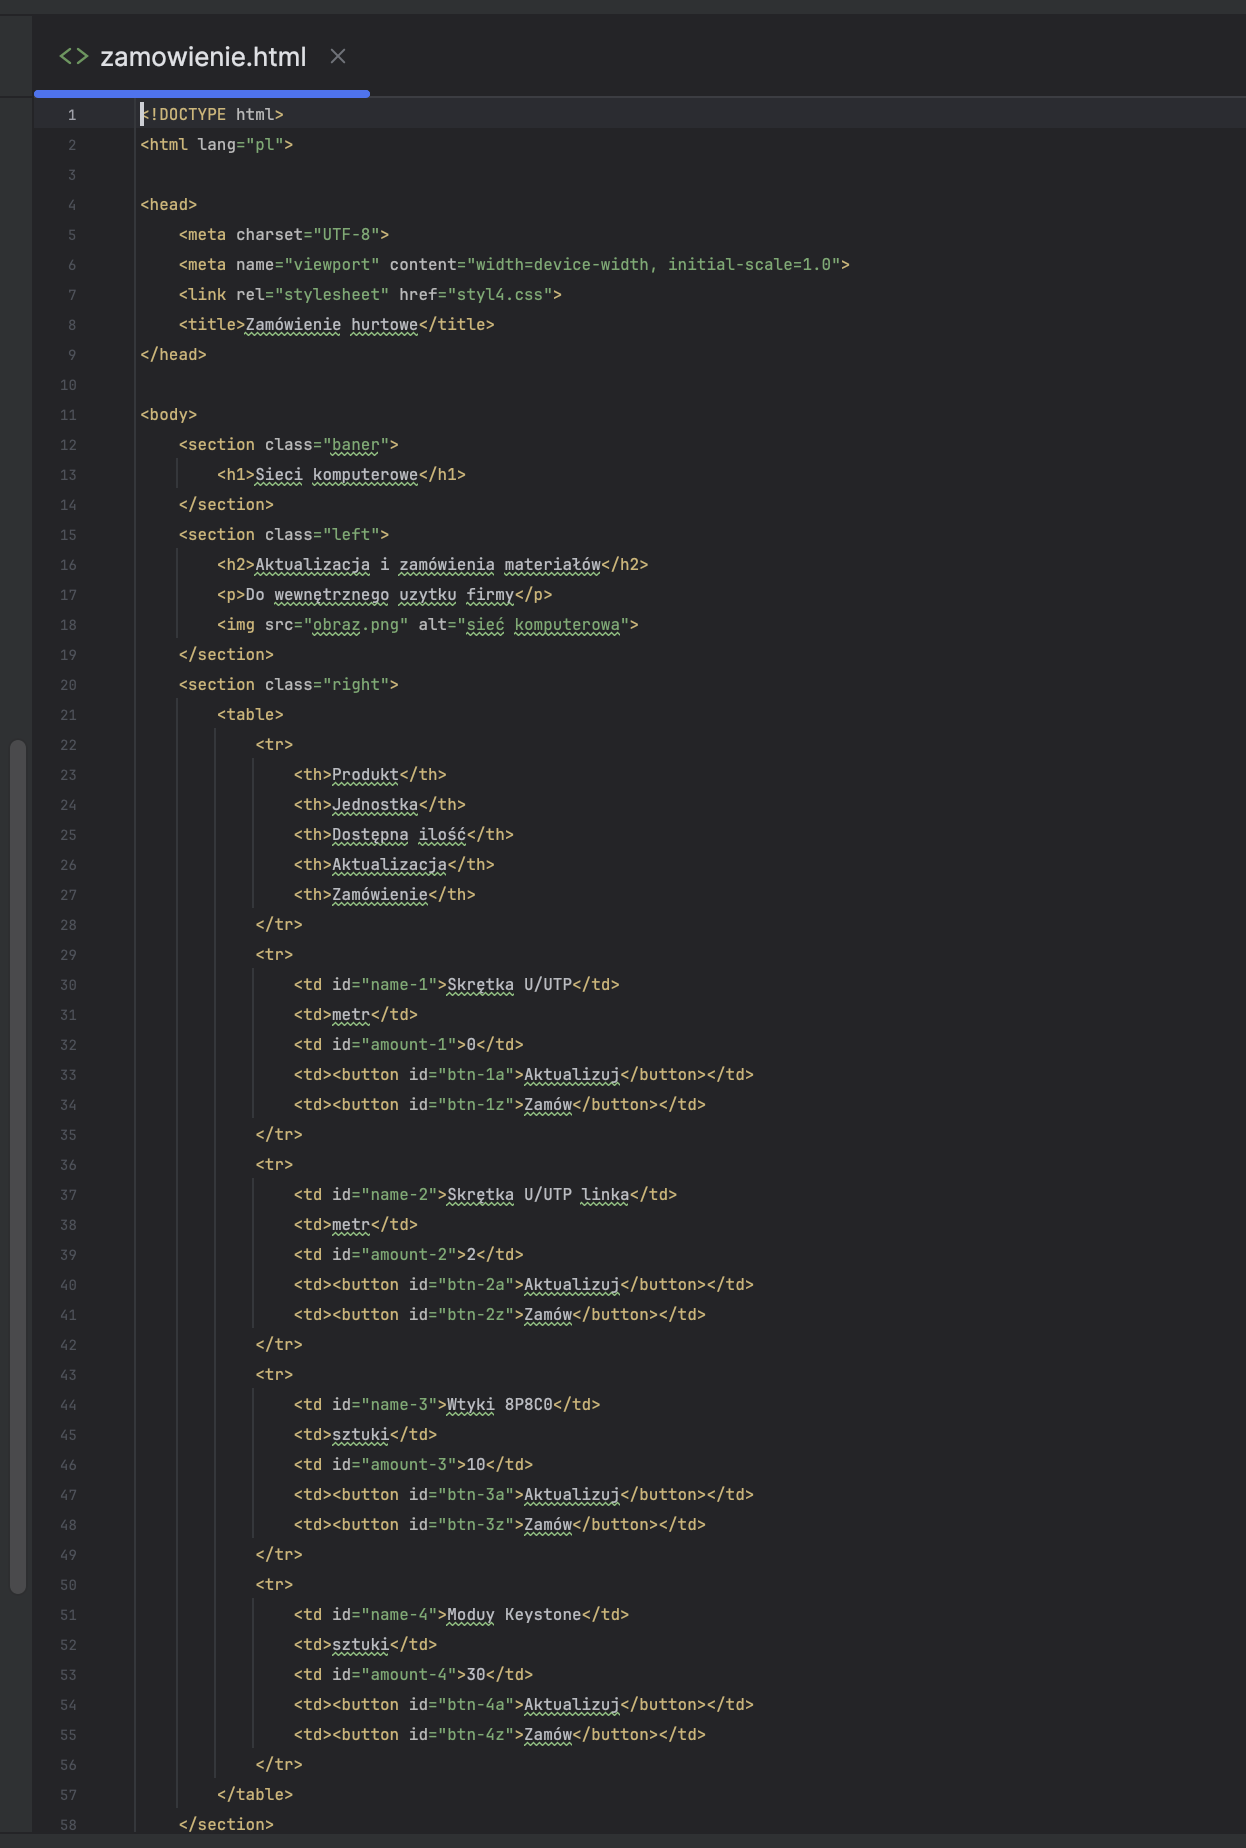 <> zamowienie.html ×
1 <!DOCTYPE html>
2 <html lang="pl">
3
4 <head>
5     <meta charset="UTF-8">
6     <meta name="viewport" content="width=device-width, initial-scale=1.0">
7     <link rel="stylesheet" href="styl4.css">
8     <title>Zamówienie hurtowe</title>
9 </head>
10
11 <body>
12     <section class="baner">
13         <h1>Sieci komputerowe</h1>
14     </section>
15     <section class="left">
16         <h2>Aktualizacja i zamówienia materiałów</h2>
17         <p>Do wewnętrznego uzytku firmy</p>
18         <img src="obraz.png" alt="sieć komputerowa">
19     </section>
20     <section class="right">
21         <table>
22             <tr>
23                 <th>Produkt</th>
24                 <th>Jednostka</th>
25                 <th>Dostępna ilość</th>
26                 <th>Aktualizacja</th>
27                 <th>Zamówienie</th>
28             </tr>
29             <tr>
30                 <td id="name-1">Skrętka U/UTP</td>
31                 <td>metr</td>
32                 <td id="amount-1">0</td>
33                 <td><button id="btn-1a">Aktualizuj</button></td>
34                 <td><button id="btn-1z">Zamów</button></td>
35             </tr>
36             <tr>
37                 <td id="name-2">Skrętka U/UTP linka</td>
38                 <td>metr</td>
39                 <td id="amount-2">2</td>
40                 <td><button id="btn-2a">Aktualizuj</button></td>
41                 <td><button id="btn-2z">Zamów</button></td>
42             </tr>
43             <tr>
44                 <td id="name-3">Wtyki 8P8C0</td>
45                 <td>sztuki</td>
46                 <td id="amount-3">10</td>
47                 <td><button id="btn-3a">Aktualizuj</button></td>
48                 <td><button id="btn-3z">Zamów</button></td>
49             </tr>
50             <tr>
51                 <td id="name-4">Moduy Keystone</td>
52                 <td>sztuki</td>
53                 <td id="amount-4">30</td>
54                 <td><button id="btn-4a">Aktualizuj</button></td>
55                 <td><button id="btn-4z">Zamów</button></td>
56             </tr>
57         </table>
58     </section>